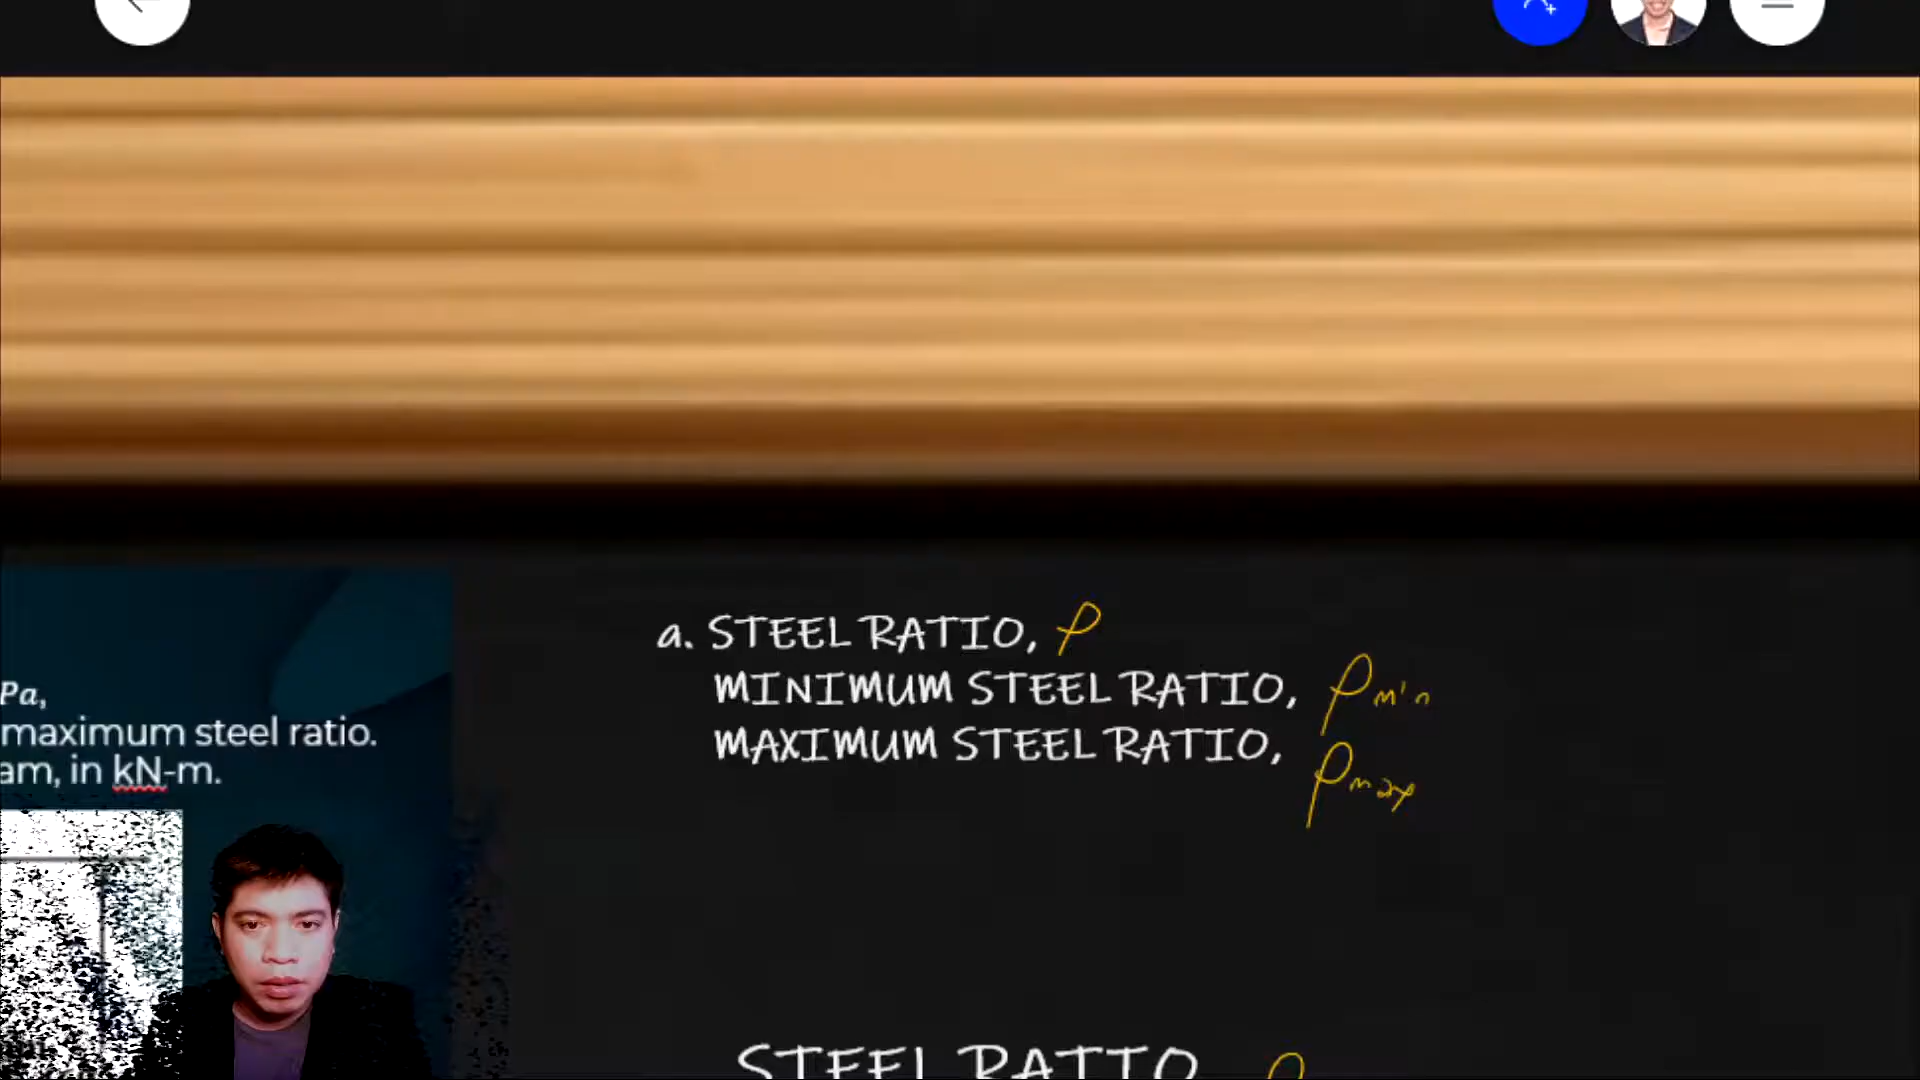 Pa,
maximum steel ratio.
am, in kN-m.
a. STEEL RATIO, ρ
MINIMUM STEEL RATIO, ρmin
MAXIMUM STEEL RATIO, ρmax
STEEL RATIO ρ